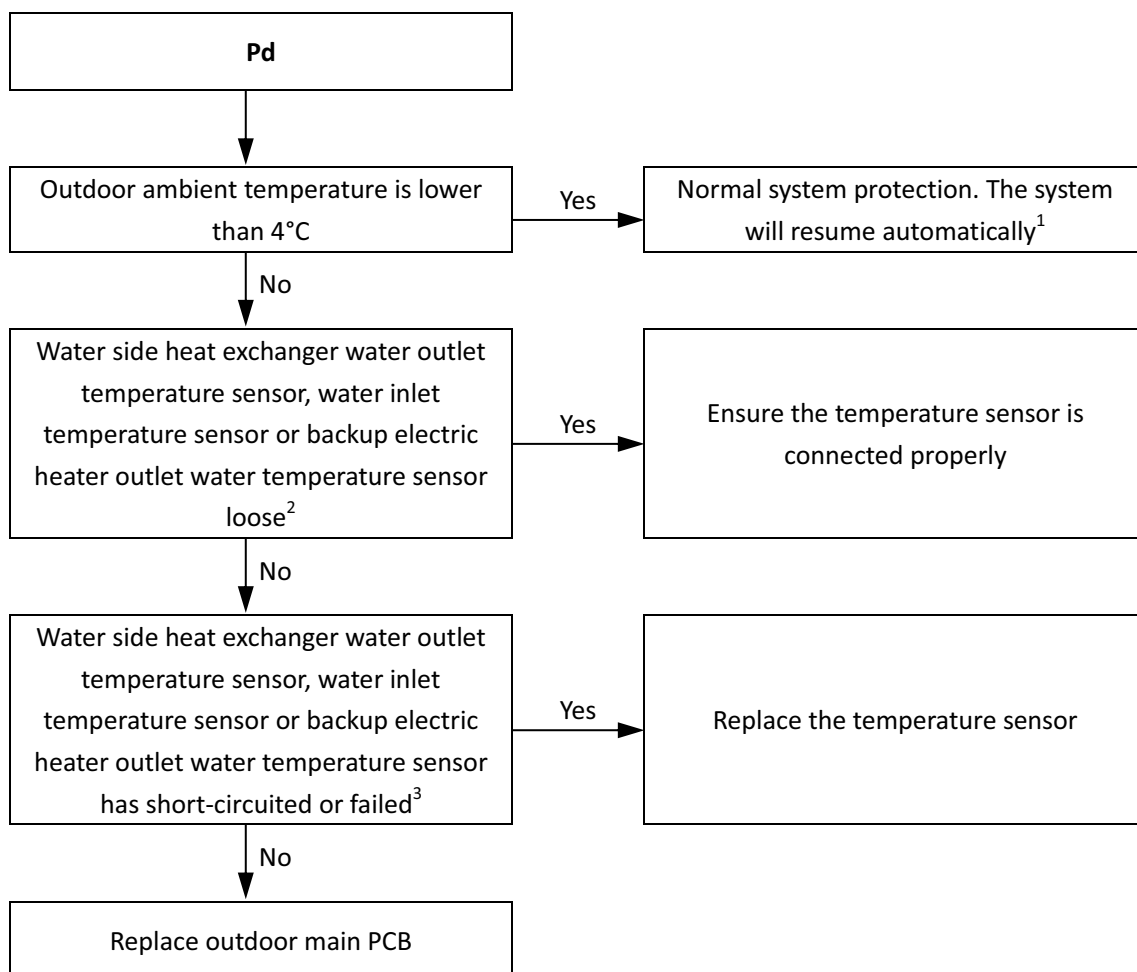 Pd
Outdoor ambient temperature is lower
than 4°C
Yes
Normal system protection. The system
will resume automatically1
No
Water side heat exchanger water outlet
temperature sensor, water inlet
temperature sensor or backup electric
heater outlet water temperature sensor
loose2
Yes
Ensure the temperature sensor is
connected properly
No
Water side heat exchanger water outlet
temperature sensor, water inlet
temperature sensor or backup electric
heater outlet water temperature sensor
has short-circuited or failed3
Yes
Replace the temperature sensor
No
Replace outdoor main PCB